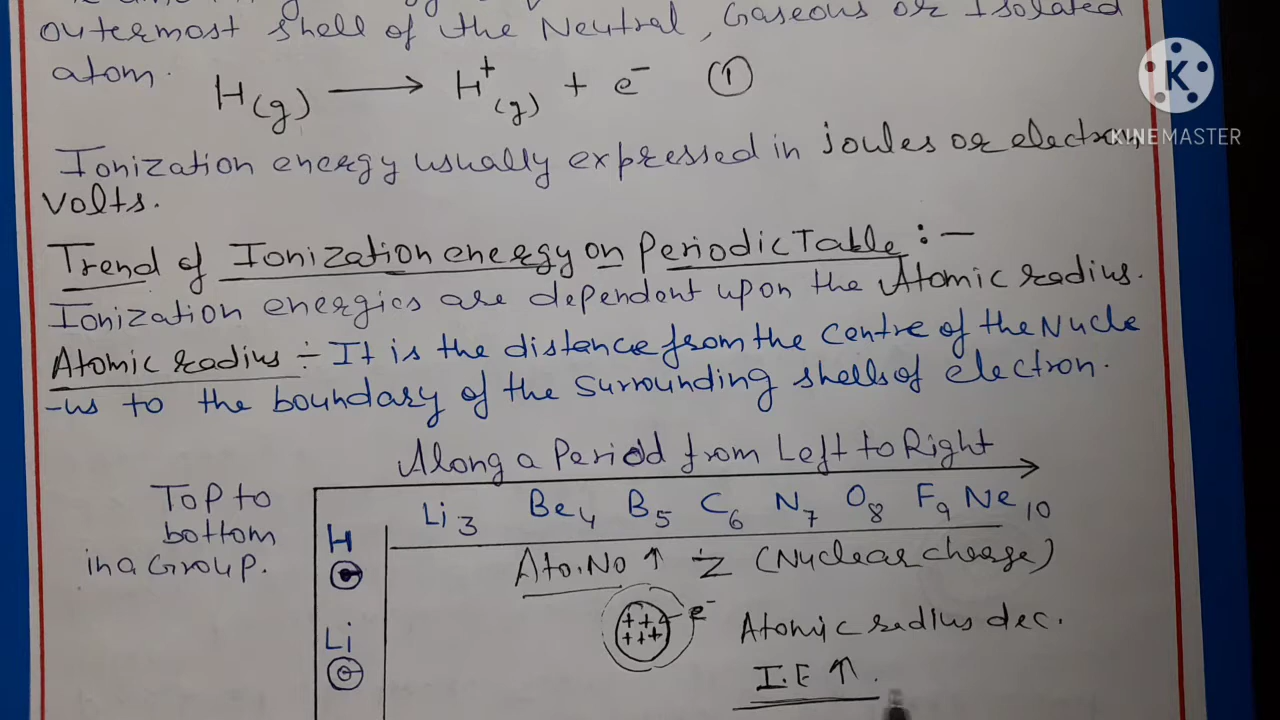 outermost shell of the Neutral, Gaseous or Isolated
atom.
H(g) ⟶ H⁺(g) + e⁻ ①
K
KINEMASTER
Ionization energy usually expressed in joules or electron
volts.
Trend of Ionization energy on Periodic Table :-
Ionization energies are dependent upon the Atomic radius.
Atomic radius ÷ It is the distance from the centre of the Nucle
-us to the boundary of the surrounding shells of electron.
Along a Period from Left to Right
Top to
bottom
in a Group.
Li₃ Be₄ B₅ C₆ N₇ O₈ F₉ Ne₁₀
H
Ato. No ↑ ÷ Z (Nuclear charge)
+++
+++
e⁻
Atomic radius dec.
Li
I.E ↑.